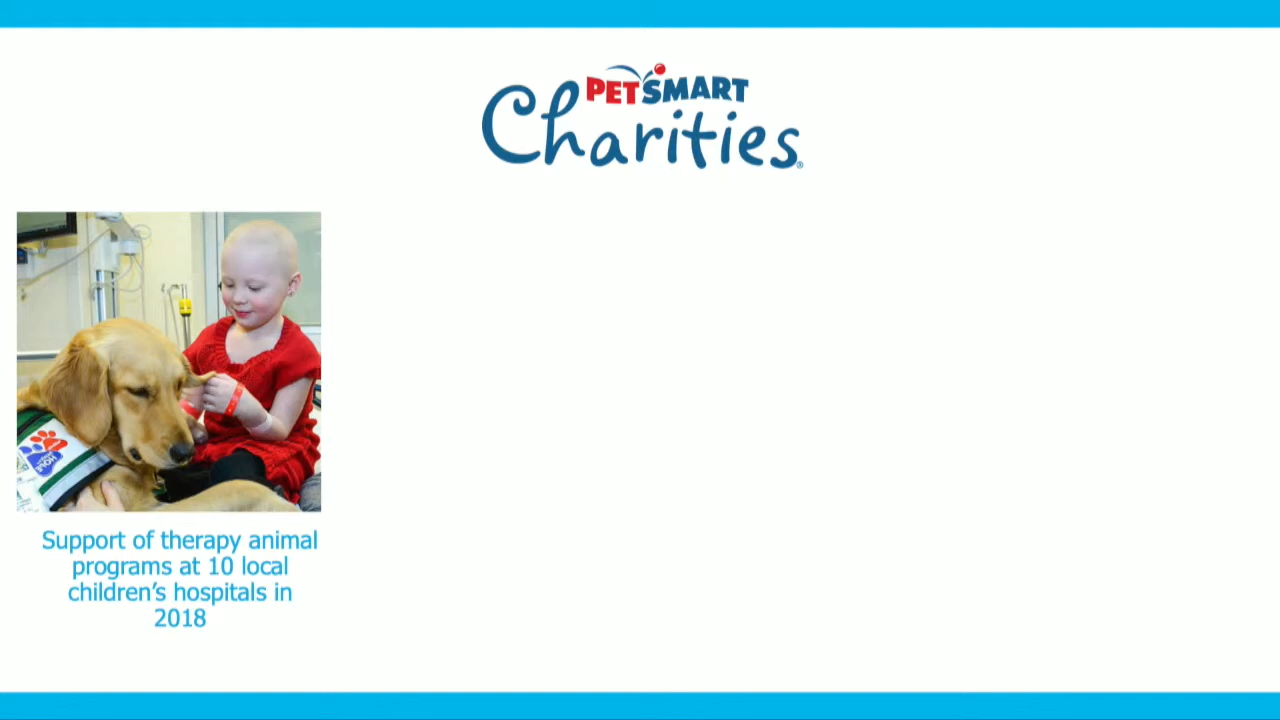 PETSMART
Charities®
Support of therapy animal
programs at 10 local
children's hospitals in
2018